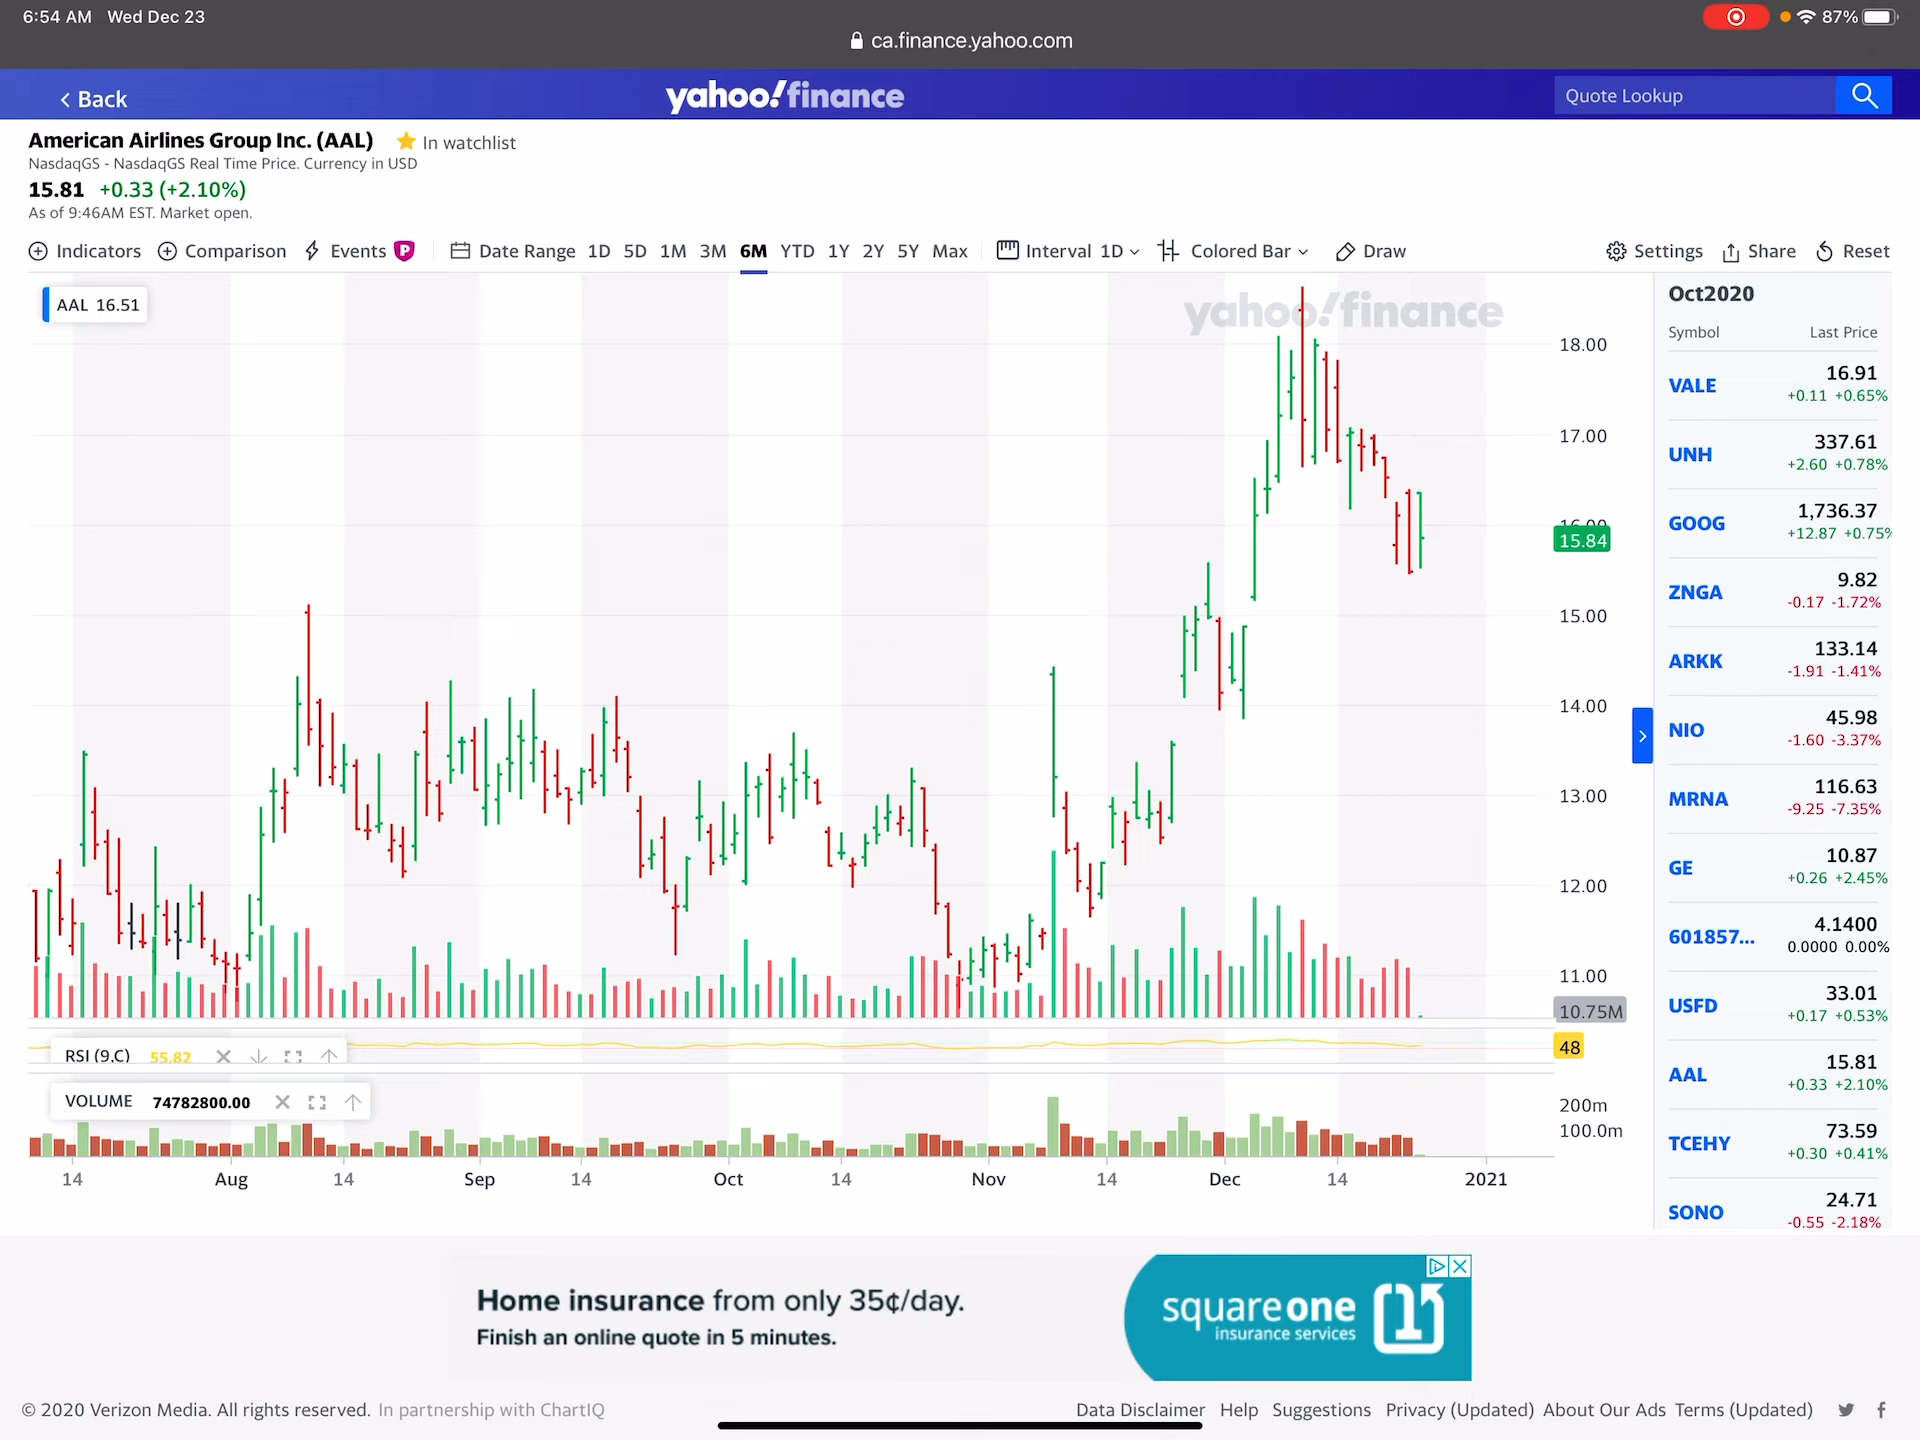 6:54 AM Wed Dec 23
87%
ca.finance.yahoo.com
Back
yahoo!finance
Quote Lookup
American Airlines Group Inc. (AAL)
In watchlist
NasdaqGS - NasdaqGS Real Time Price. Currency in USD
15.81 +0.33 (+2.10%)
As of 9:46AM EST. Market open.
Indicators Comparison Events P Date Range 1D 5D 1M 3M 6M YTD 1Y 2Y 5Y Max Interval 1D Colored Bar Draw Settings Share Reset
AAL 16.51
yahoo!finance
18.00
17.00
16.00
15.84
15.00
14.00
13.00
12.00
11.00
10.75M
RSI (9,C) 55.82
48
VOLUME 74782800.00
200m
100.0m
14 Aug 14 Sep 14 Oct 14 Nov 14 Dec 14 2021
Oct2020
Symbol Last Price
VALE 16.91
+0.11 +0.65%
UNH 337.61
+2.60 +0.78%
GOOG 1,736.37
+12.87 +0.75%
ZNGA 9.82
-0.17 -1.72%
ARKK 133.14
-1.91 -1.41%
NIO 45.98
-1.60 -3.37%
MRNA 116.63
-9.25 -7.35%
GE 10.87
+0.26 +2.45%
601857... 4.1400
0.0000 0.00%
USFD 33.01
+0.17 +0.53%
AAL 15.81
+0.33 +2.10%
TCEHY 73.59
+0.30 +0.41%
SONO 24.71
-0.55 -2.18%
Home insurance from only 35¢/day.
Finish an online quote in 5 minutes.
squareone
insurance services
1
© 2020 Verizon Media. All rights reserved. In partnership with ChartIQ
Data Disclaimer Help Suggestions Privacy (Updated) About Our Ads Terms (Updated)